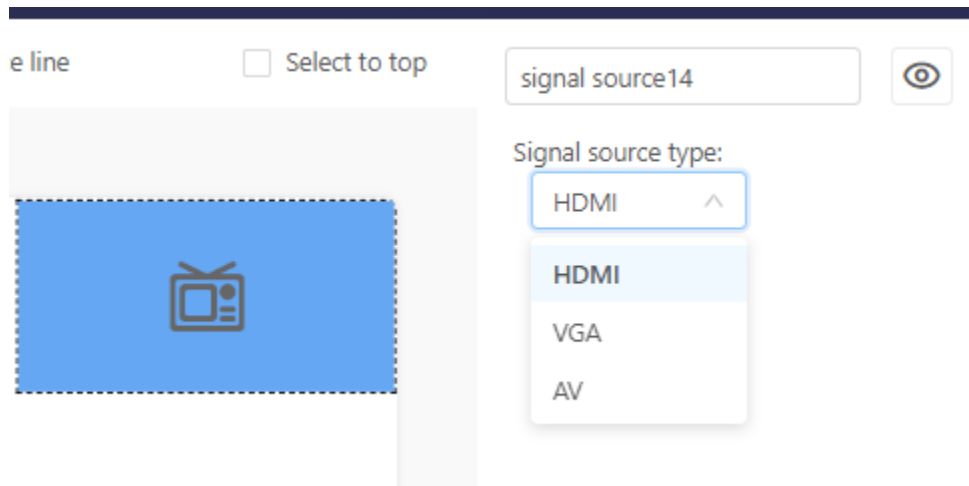 e line
Select to top
signal source14
Signal source type:
HDMI
HDMI
VGA
AV